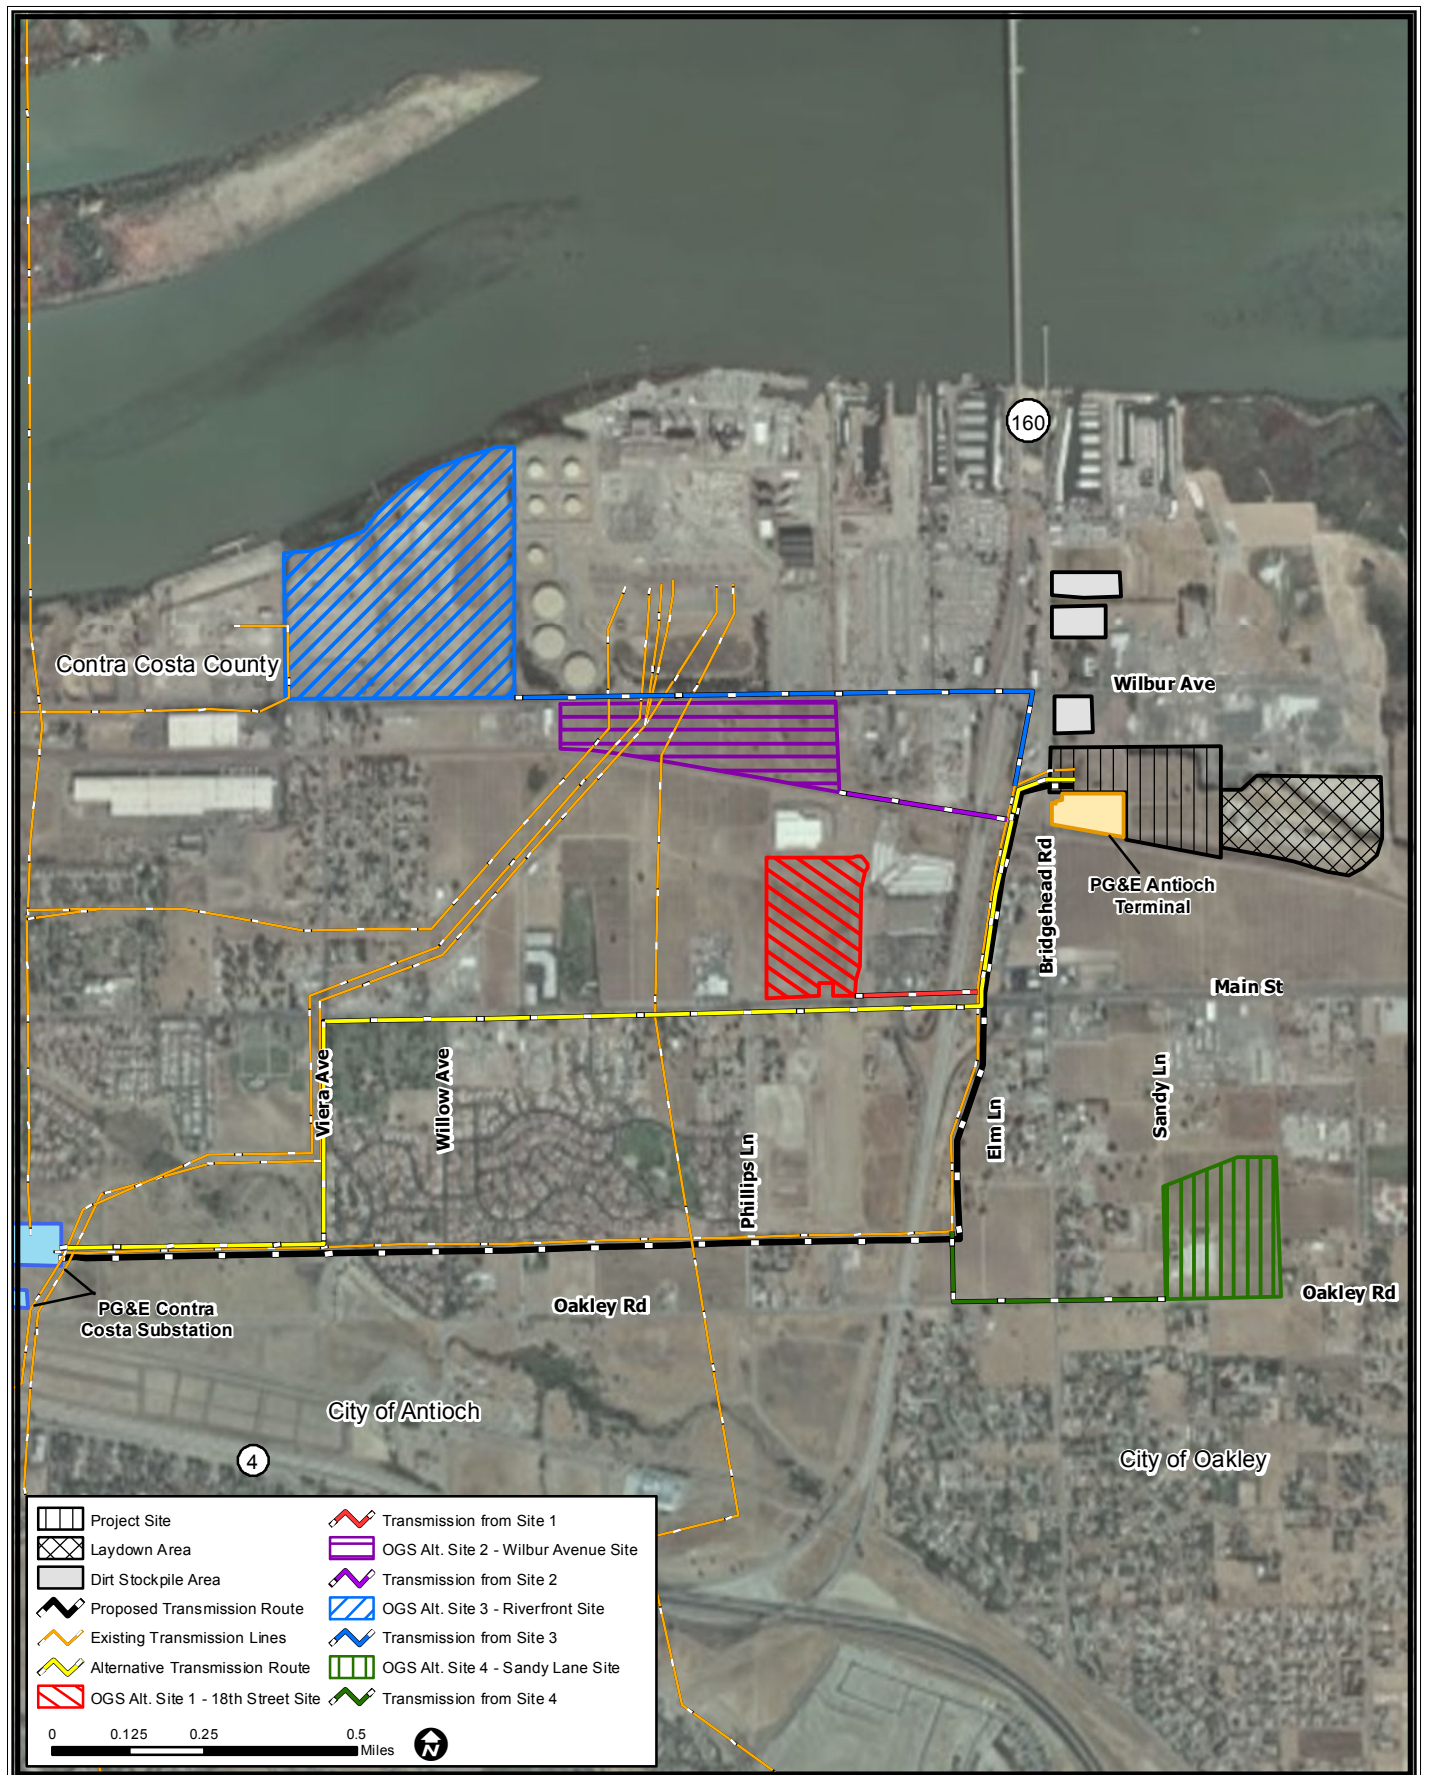 160
Contra Costa County
Wilbur Ave
Bridgehead Rd
PG&E Antioch
Terminal
Main St
Viera Ave
Willow Ave
Phillips Ln
Elm Ln
Sandy Ln
PG&E Contra
Costa Substation
Oakley Rd
Oakley Rd
City of Antioch
4
City of Oakley
Project Site
Laydown Area
Dirt Stockpile Area
Proposed Transmission Route
Existing Transmission Lines
Alternative Transmission Route
OGS Alt. Site 1 - 18th Street Site
Transmission from Site 1
OGS Alt. Site 2 - Wilbur Avenue Site
Transmission from Site 2
OGS Alt. Site 3 - Riverfront Site
Transmission from Site 3
OGS Alt. Site 4 - Sandy Lane Site
Transmission from Site 4
0 0.125 0.25 0.5
Miles
N